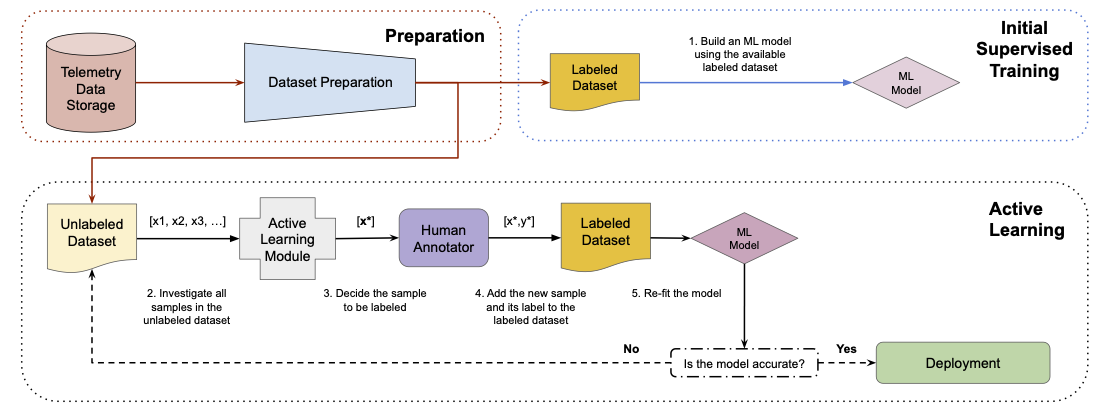 Preparation
Telemetry
Data
Storage
Dataset Preparation
Initial
Supervised
Training
Labeled
Dataset
1. Build an ML model
using the available
labeled dataset
ML
Model
Active
Learning
Unlabeled
Dataset
[x1, x2, x3, …]
Active
Learning
Module
[x*]
Human
Annotator
[x*,y*]
Labeled
Dataset
ML
Model
2. Investigate all
samples in the
unlabeled dataset
3. Decide the sample
to be labeled
4. Add the new sample
and its label to the
labeled dataset
5. Re-fit the model
No
Is the model accurate?
Yes
Deployment